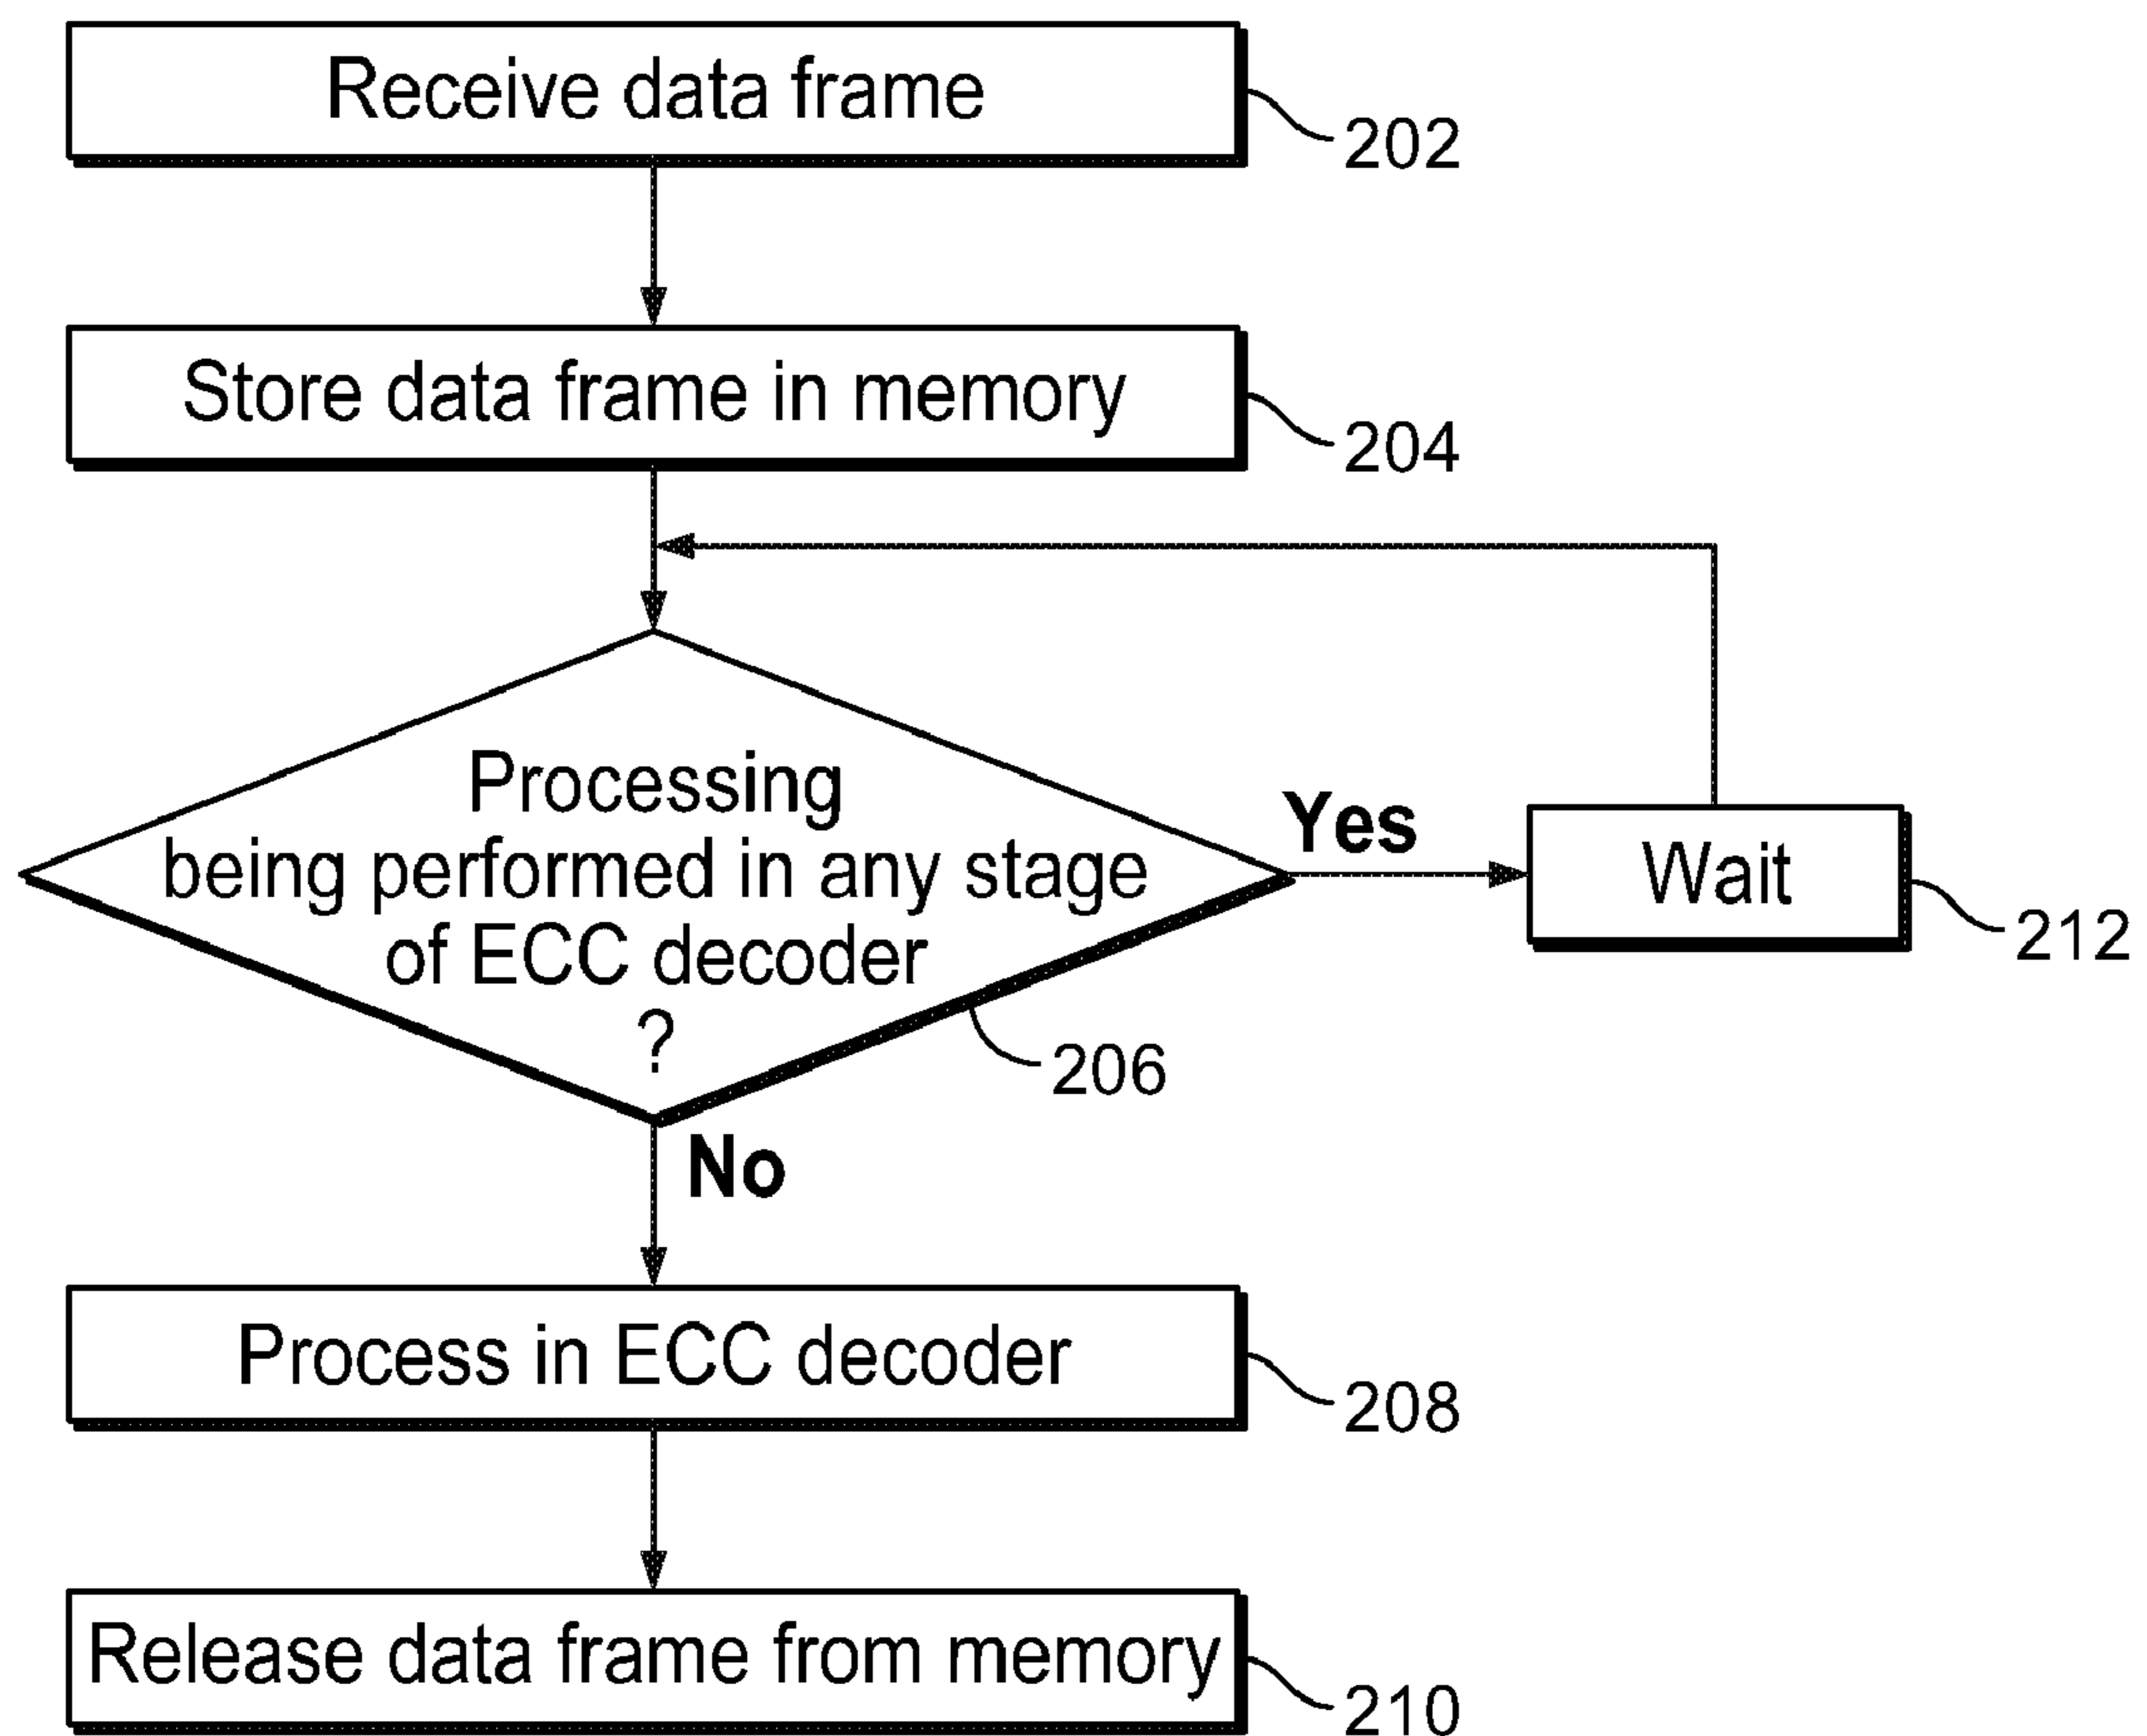 Receive data frame
202
Store data frame in memory
204
Processing
being performed in any stage
of ECC decoder
?
206
Yes
Wait
212
No
Process in ECC decoder
208
Release data frame from memory
210